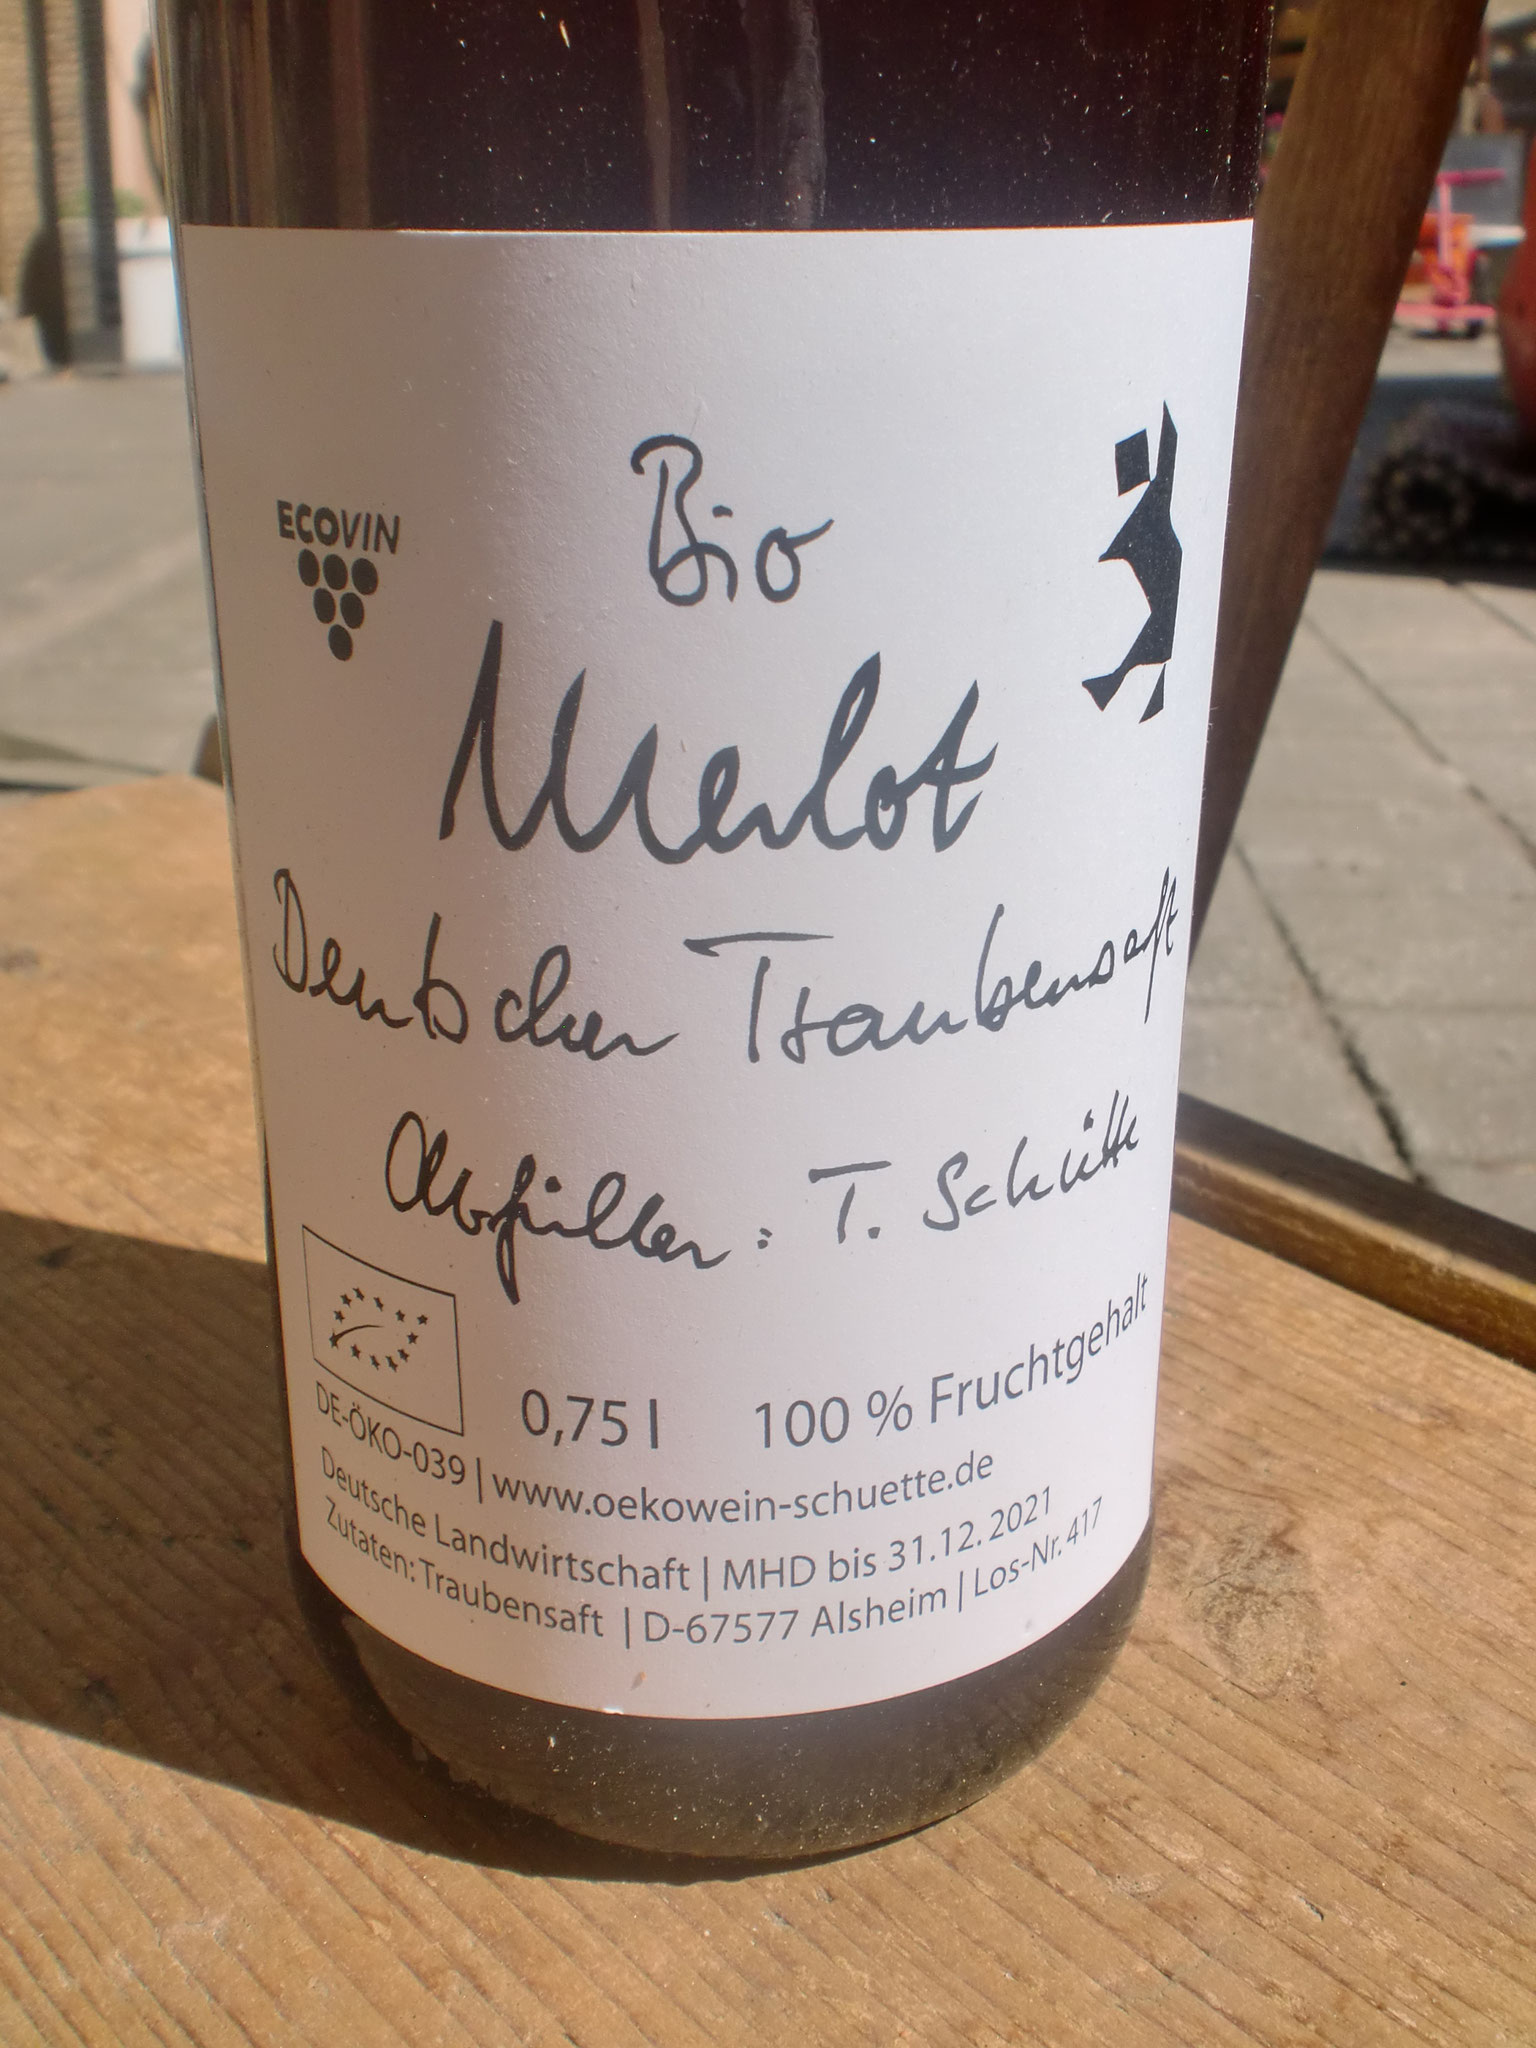 ECOVIN
Bio
Merlot
Deutscher Traubensaft
Abfüller: T. Schütte
0,75 l 100 % Fruchtgehalt
DE-ÖKO-039 | www.oekowein-schuette.de
Deutsche Landwirtschaft | MHD bis 31.12.2021
Zutaten: Traubensaft | D-67577 Alsheim | Los-Nr. 417